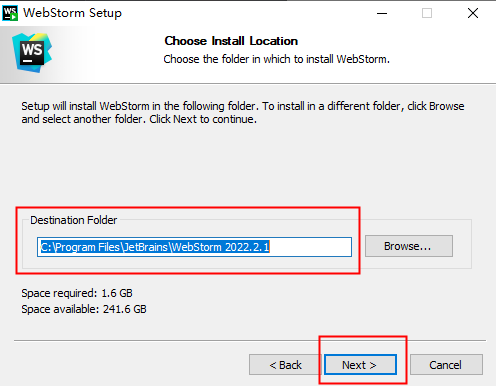 WebStorm Setup
WS
Choose Install Location
Choose the folder in which to install WebStorm.
Setup will install WebStorm in the following folder. To install in a different folder, click Browse
and select another folder. Click Next to continue.
Destination Folder
C:\Program Files\JetBrains\WebStorm 2022.2.1
Browse...
Space required: 1.6 GB
Space available: 241.6 GB
< Back
Next >
Cancel